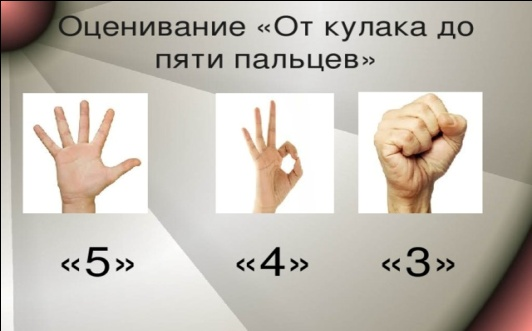 Оценивание «От кулака до
пяти пальцев»
«5» «4» «3»